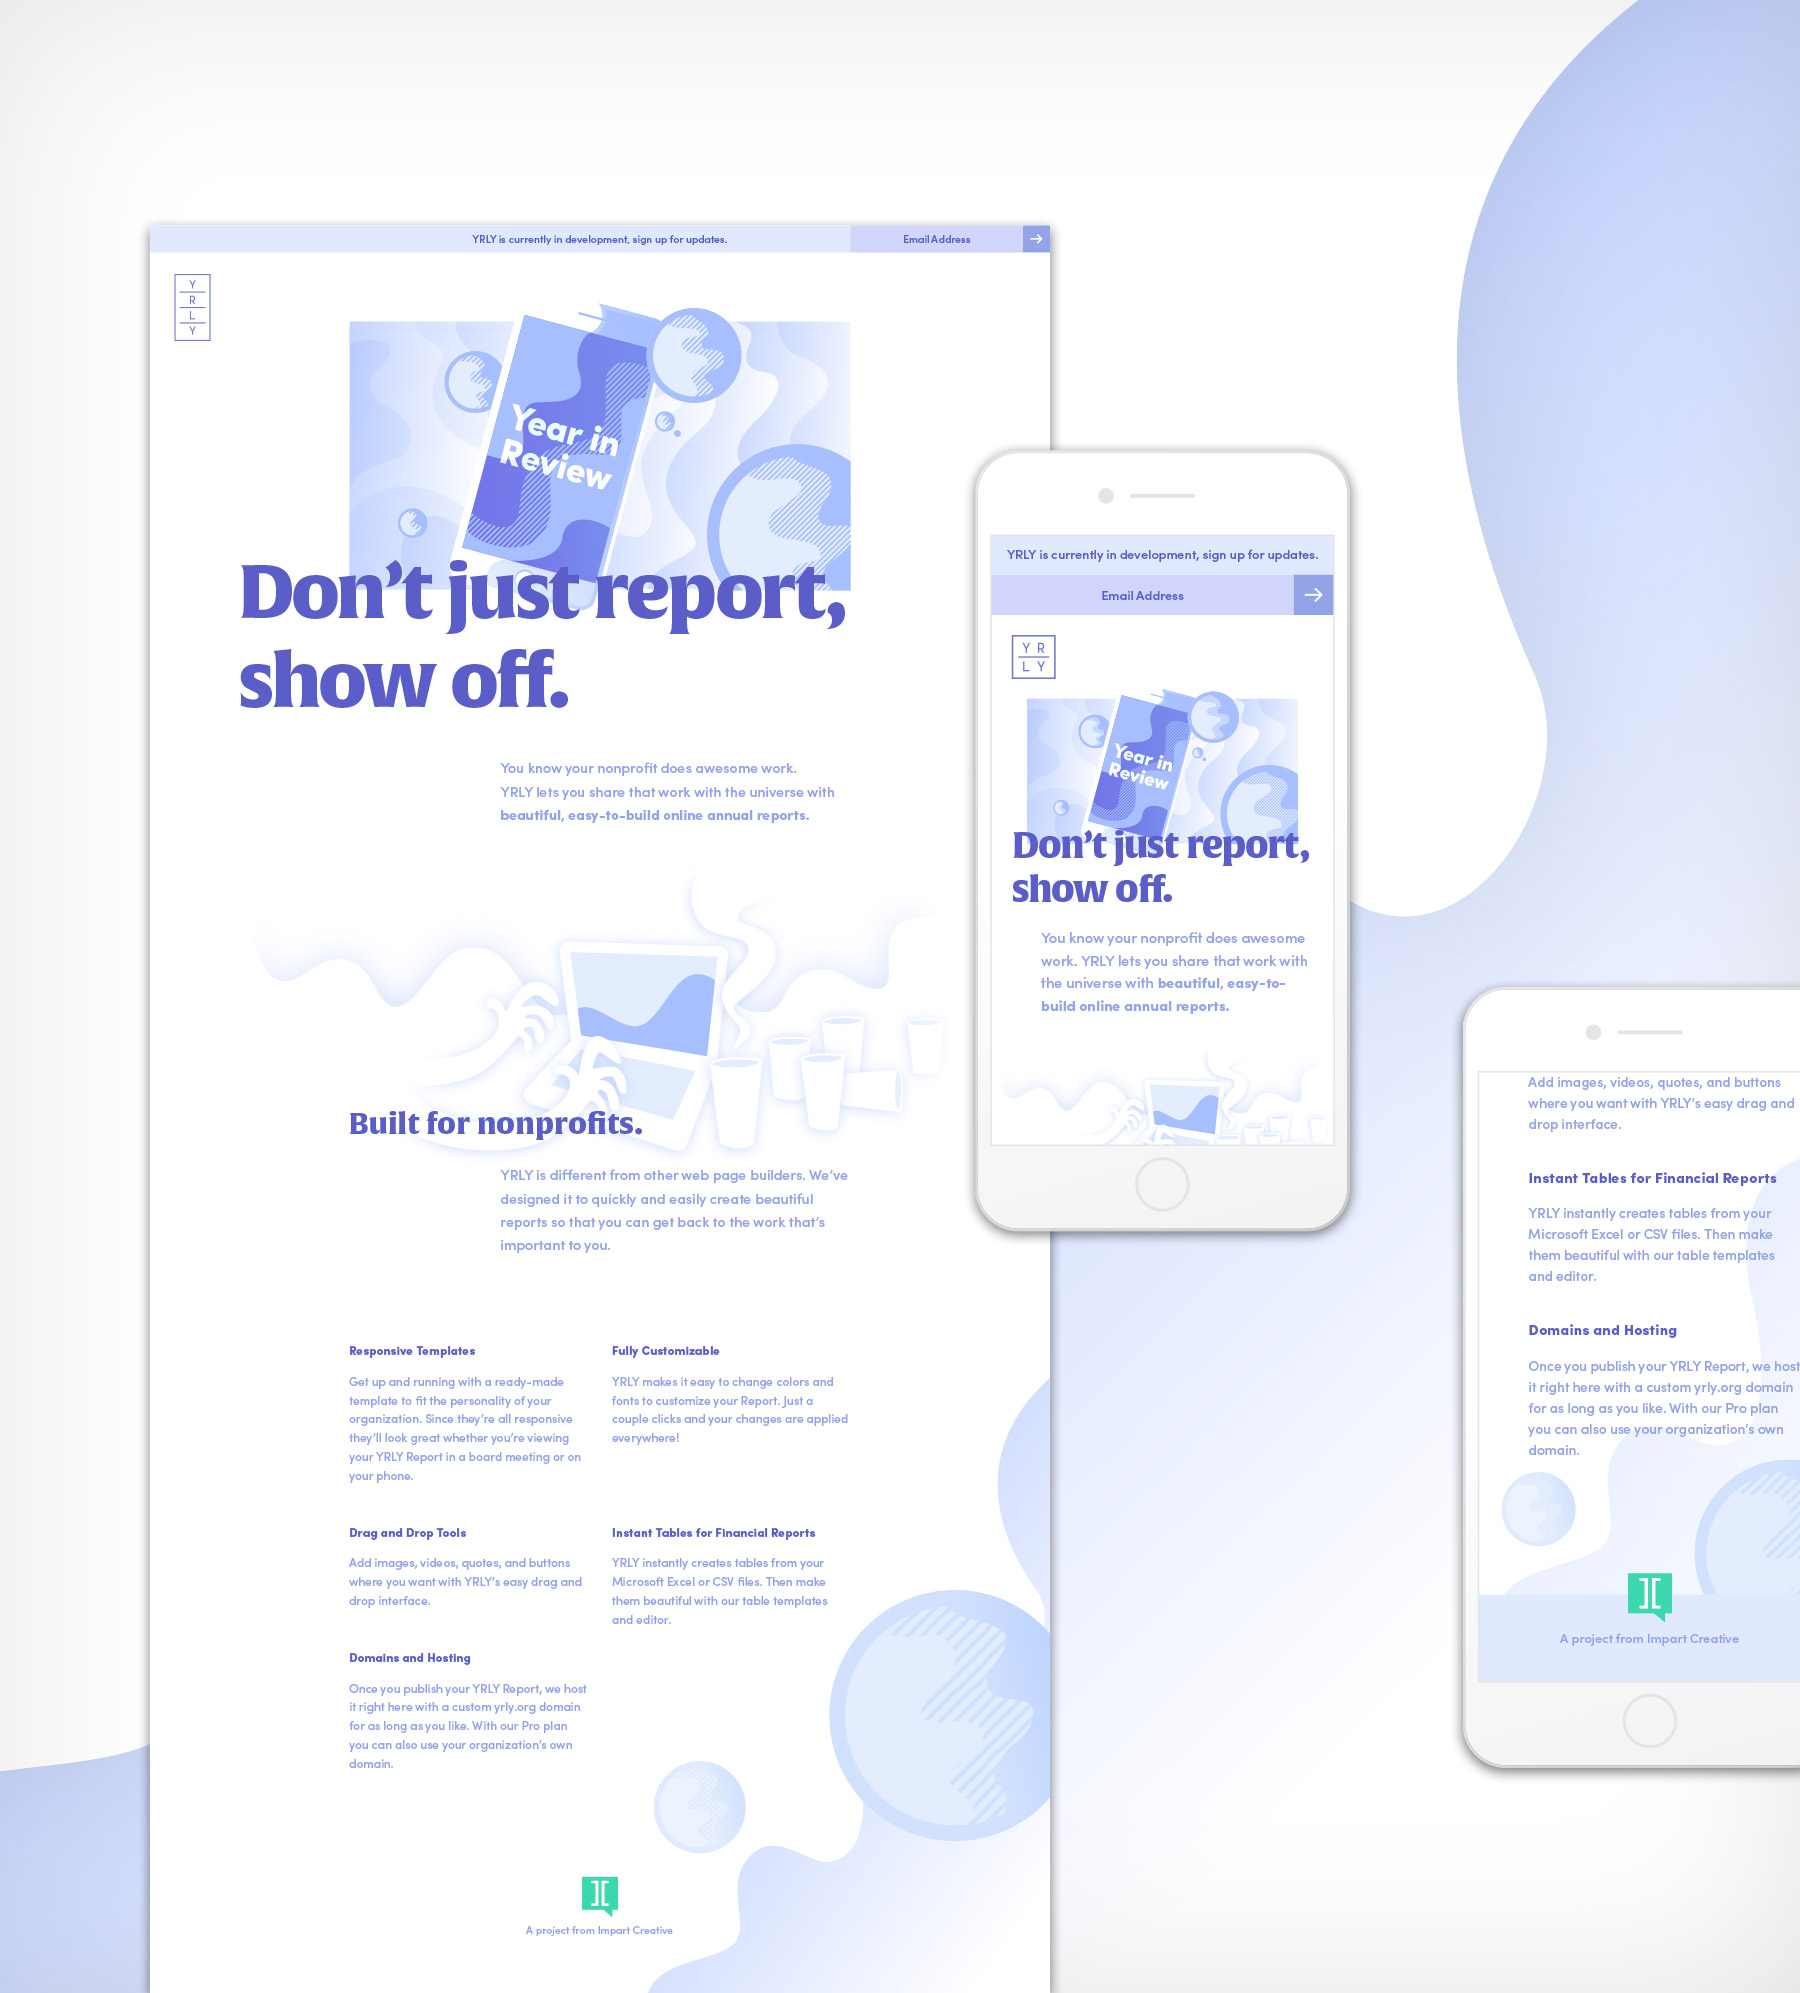 YRLY is currently in development, sign up for updates.
Email Address
Y
R
L
Y
Year in
Review
Don't just report,
show off.
You know your nonprofit does awesome work.
YRLY lets you share that work with the universe with
beautiful, easy-to-build online annual reports.
Built for nonprofits.
YRLY is different from other web page builders. We've
designed it to quickly and easily create beautiful
reports so that you can get back to the work that's
important to you.
Responsive Templates
Get up and running with a ready-made
template to fit the personality of your
organization. Since they're all responsive
they'll look great whether you're viewing
your YRLY Report in a board meeting or on
your phone.
Fully Customizable
YRLY makes it easy to change colors and
fonts to customize your Report. Just a
couple clicks and your changes are applied
everywhere!
Drag and Drop Tools
Add images, videos, quotes, and buttons
where you want with YRLY's easy drag and
drop interface.
Instant Tables for Financial Reports
YRLY instantly creates tables from your
Microsoft Excel or CSV files. Then make
them beautiful with our table templates
and editor.
Domains and Hosting
Once you publish your YRLY Report, we host
it right here with a custom yrly.org domain
for as long as you like. With our Pro plan
you can also use your organization's own
domain.
A project from Impart Creative
YRLY is currently in development, sign up for updates.
Email Address
Y R
L Y
Year in
Review
Don't just report,
show off.
You know your nonprofit does awesome
work. YRLY lets you share that work with
the universe with beautiful, easy-to-
build online annual reports.
Add images, videos, quotes, and buttons
where you want with YRLY's easy drag and
drop interface.
Instant Tables for Financial Reports
YRLY instantly creates tables from your
Microsoft Excel or CSV files. Then make
them beautiful with our table templates
and editor.
Domains and Hosting
Once you publish your YRLY Report, we host
it right here with a custom yrly.org domain
for as long as you like. With our Pro plan
you can also use your organization's own
domain.
A project from Impart Creative